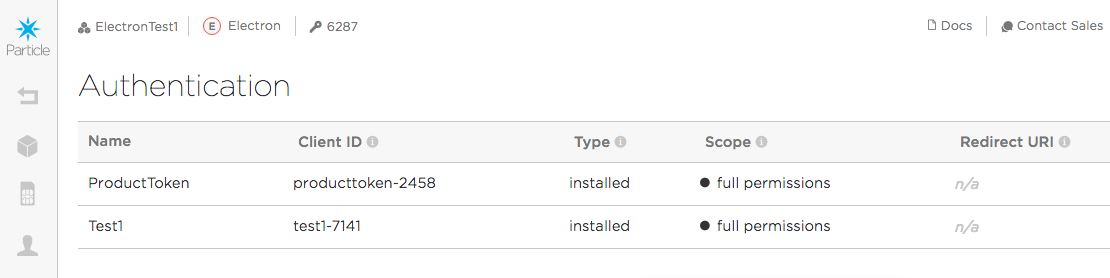 ElectronTest1 E Electron 6287 Docs Contact Sales
Particle
Authentication
Name Client ID i Type i Scope i Redirect URI i
ProductToken producttoken-2458 installed full permissions n/a
Test1 test1-7141 installed full permissions n/a